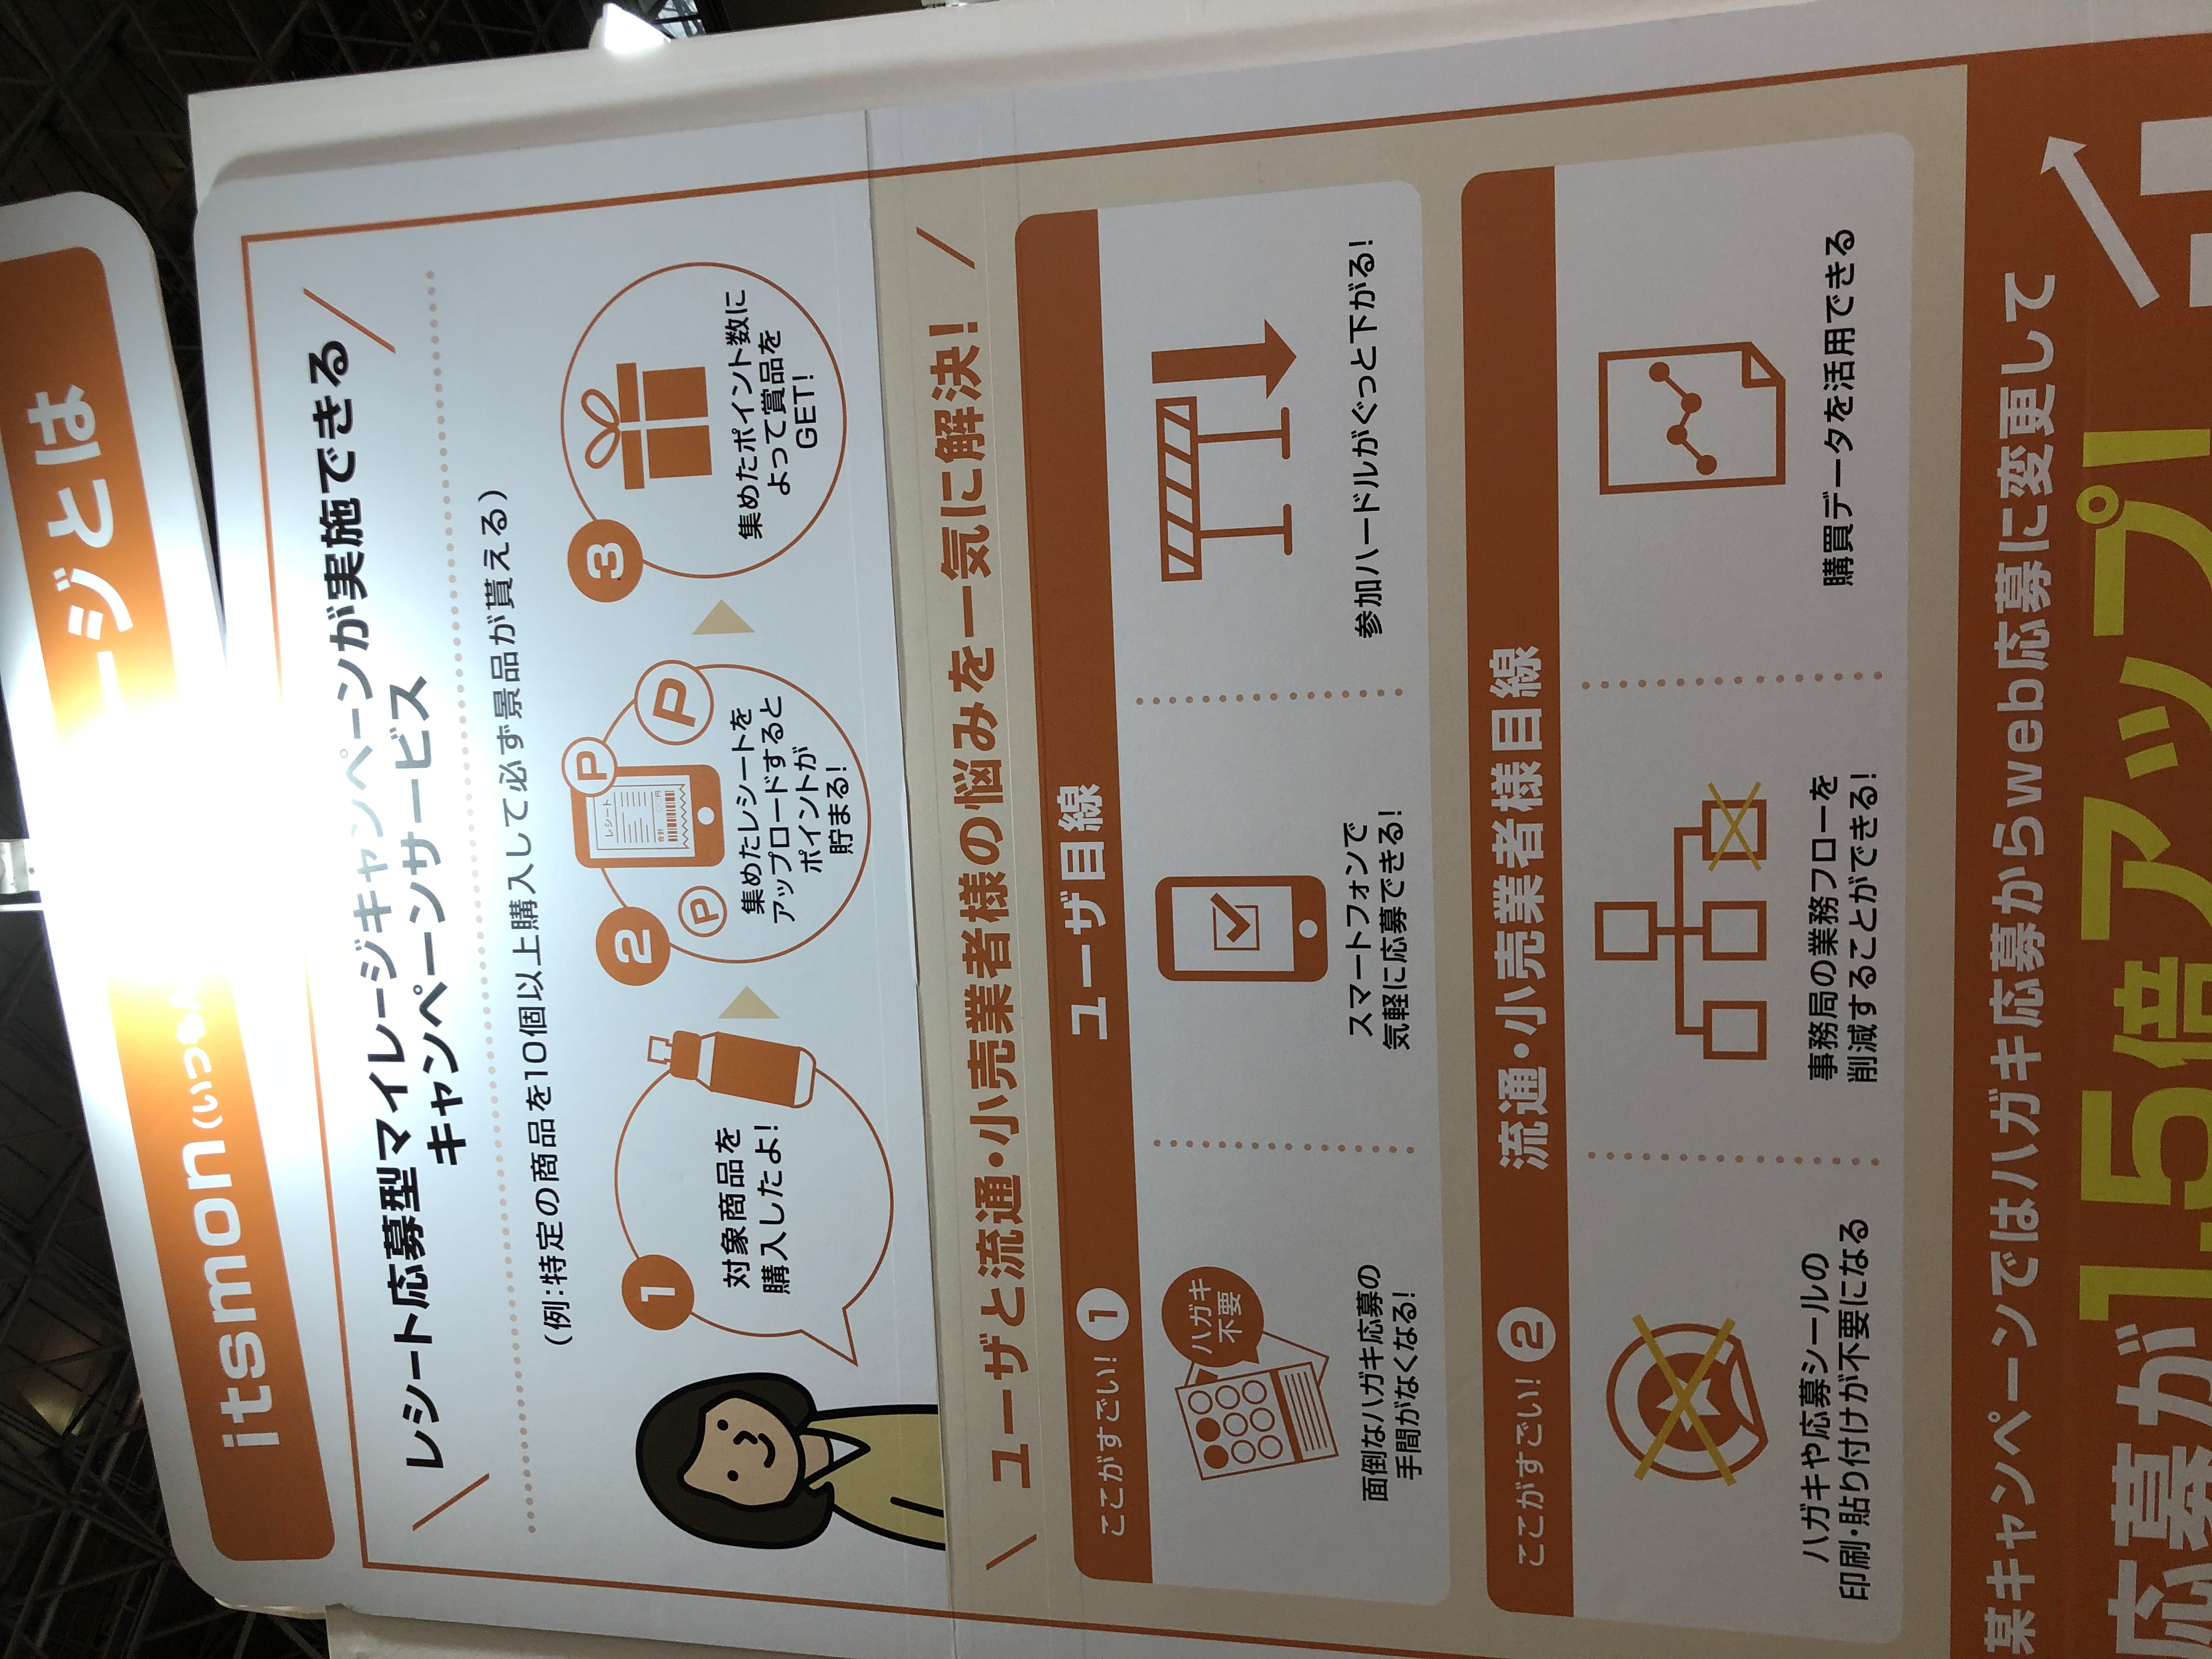 itsmon(いつもん
ージとは
レシート応募型マイレージキャンペーンが実施できる
キャンペーンサービス
(例:特定の商品を10個以上購入して必ず景品が貰える)
1
対象商品を
購入したよ!
2
レシート
合計 〇〇円
P
P
P
集めたレシートを
アップロードすると
ポイントが
貯まる!
3
集めたポイント数に
よって賞品を
GET!
ユーザと流通・小売業者様の悩みを一気に解決!
ここがすごい! 1 ユーザ目線
ハガキ
不要
面倒なハガキ応募の
手間がなくなる!
スマートフォンで
気軽に応募できる!
参加ハードルがぐっと下がる!
ここがすごい! 2 流通・小売業者様目線
ハガキや応募シールの
印刷・貼り付けが不要になる
事務局の業務フローを
削減することができる!
購買データを活用できる
某キャンペーンではハガキ応募からweb応募に変更して
応募が1.5倍アップ!